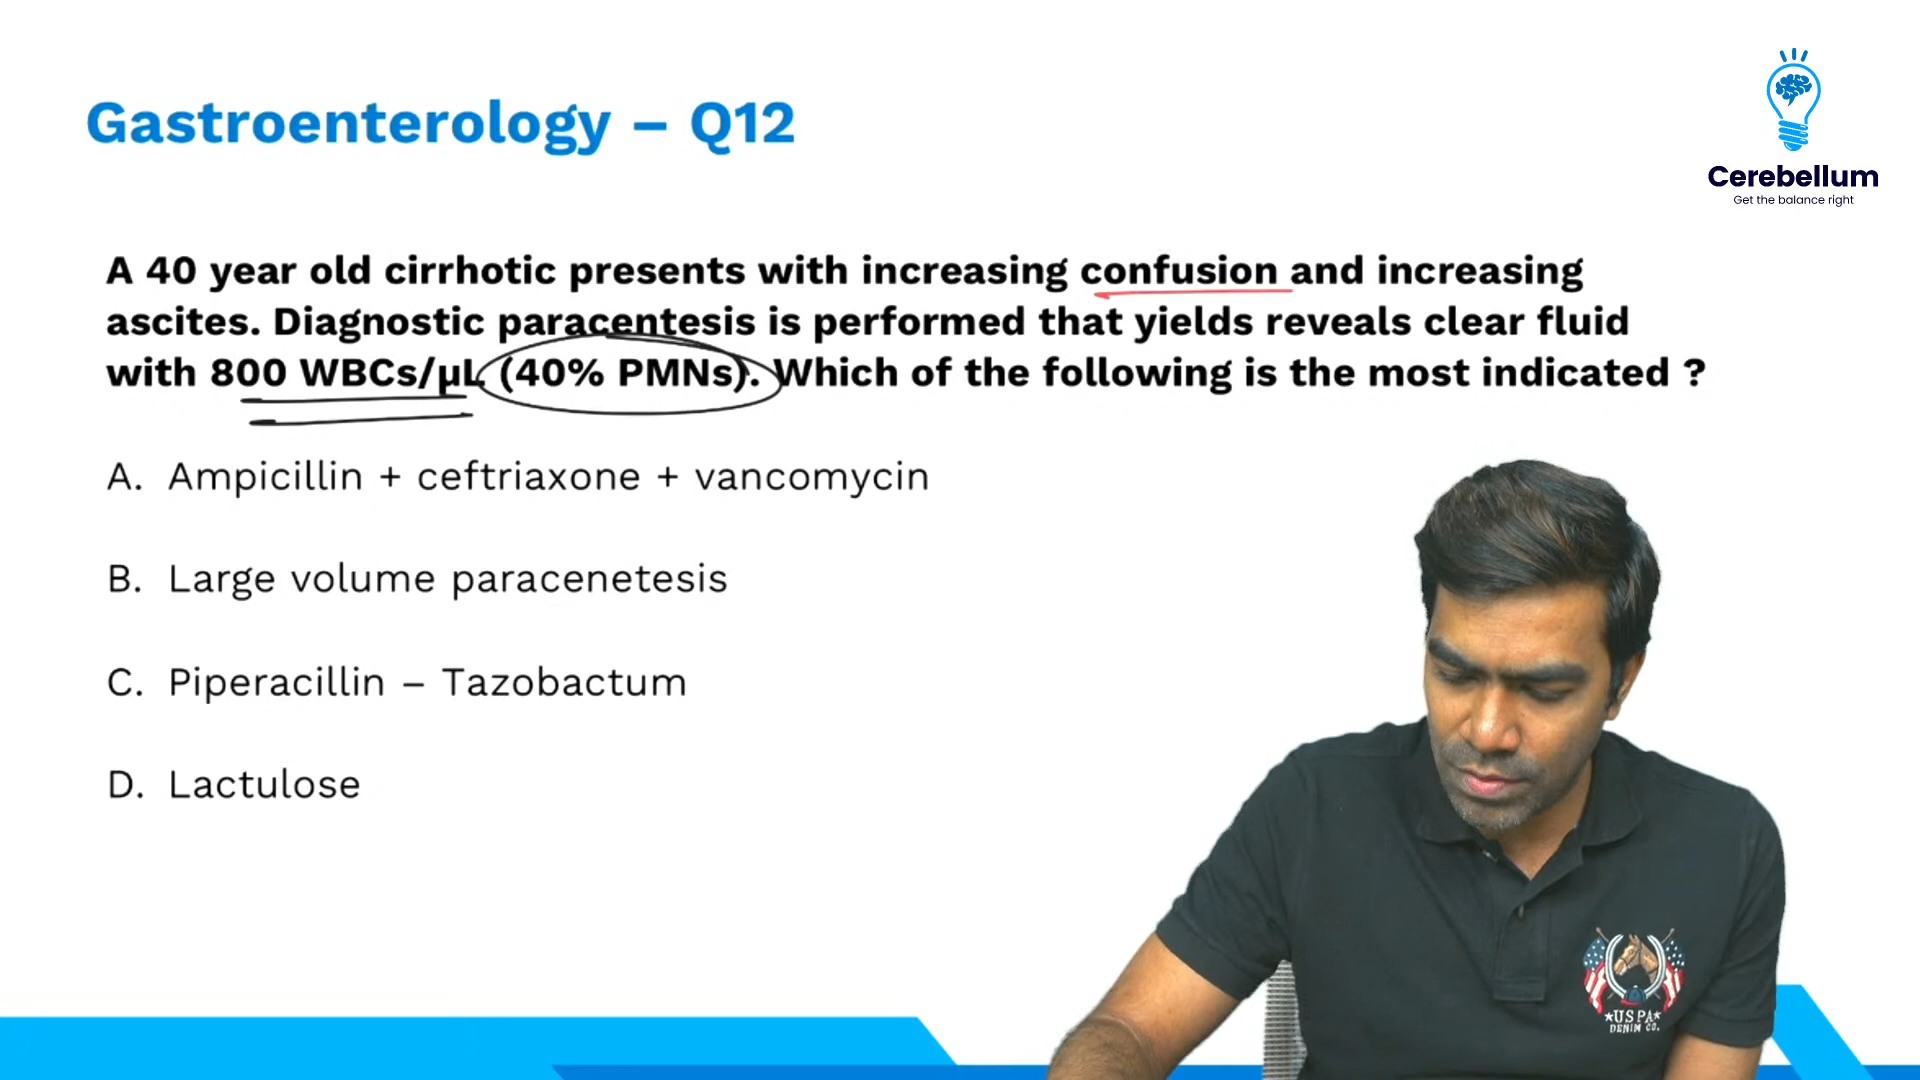 Gastroenterology – Q12
Cerebellum
Get the balance right
A 40 year old cirrhotic presents with increasing confusion and increasing
ascites. Diagnostic paracentesis is performed that yields reveals clear fluid
with 800 WBCs/µL (40% PMNs). Which of the following is the most indicated ?
A. Ampicillin + ceftriaxone + vancomycin
B. Large volume paracenetesis
C. Piperacillin – Tazobactum
D. Lactulose
USPA
DENIM CO.